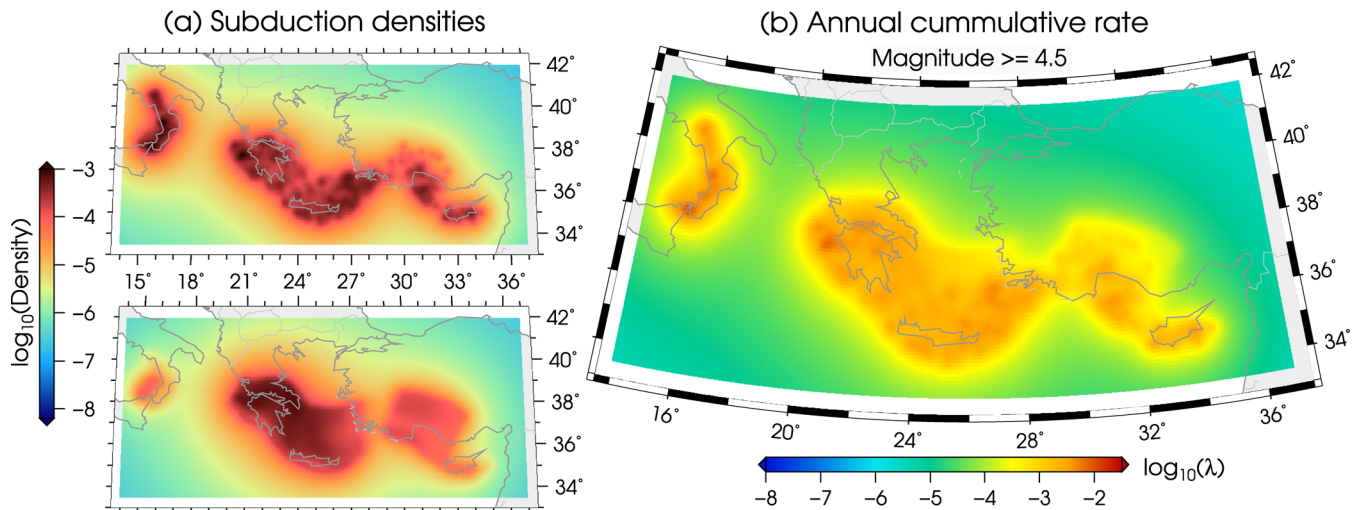 (a) Subduction densities
(b) Annual cummulative rate
Magnitude >= 4.5
42°
40°
38°
36°
34°
15° 18° 21° 24° 27° 30° 33° 36°
42°
40°
38°
36°
34°
log₁₀(Density)
−3
−4
−5
−6
−7
−8
42°
40°
38°
36°
34°
16° 20° 24° 28° 32° 36°
−8 −7 −6 −5 −4 −3 −2
log₁₀(λ)